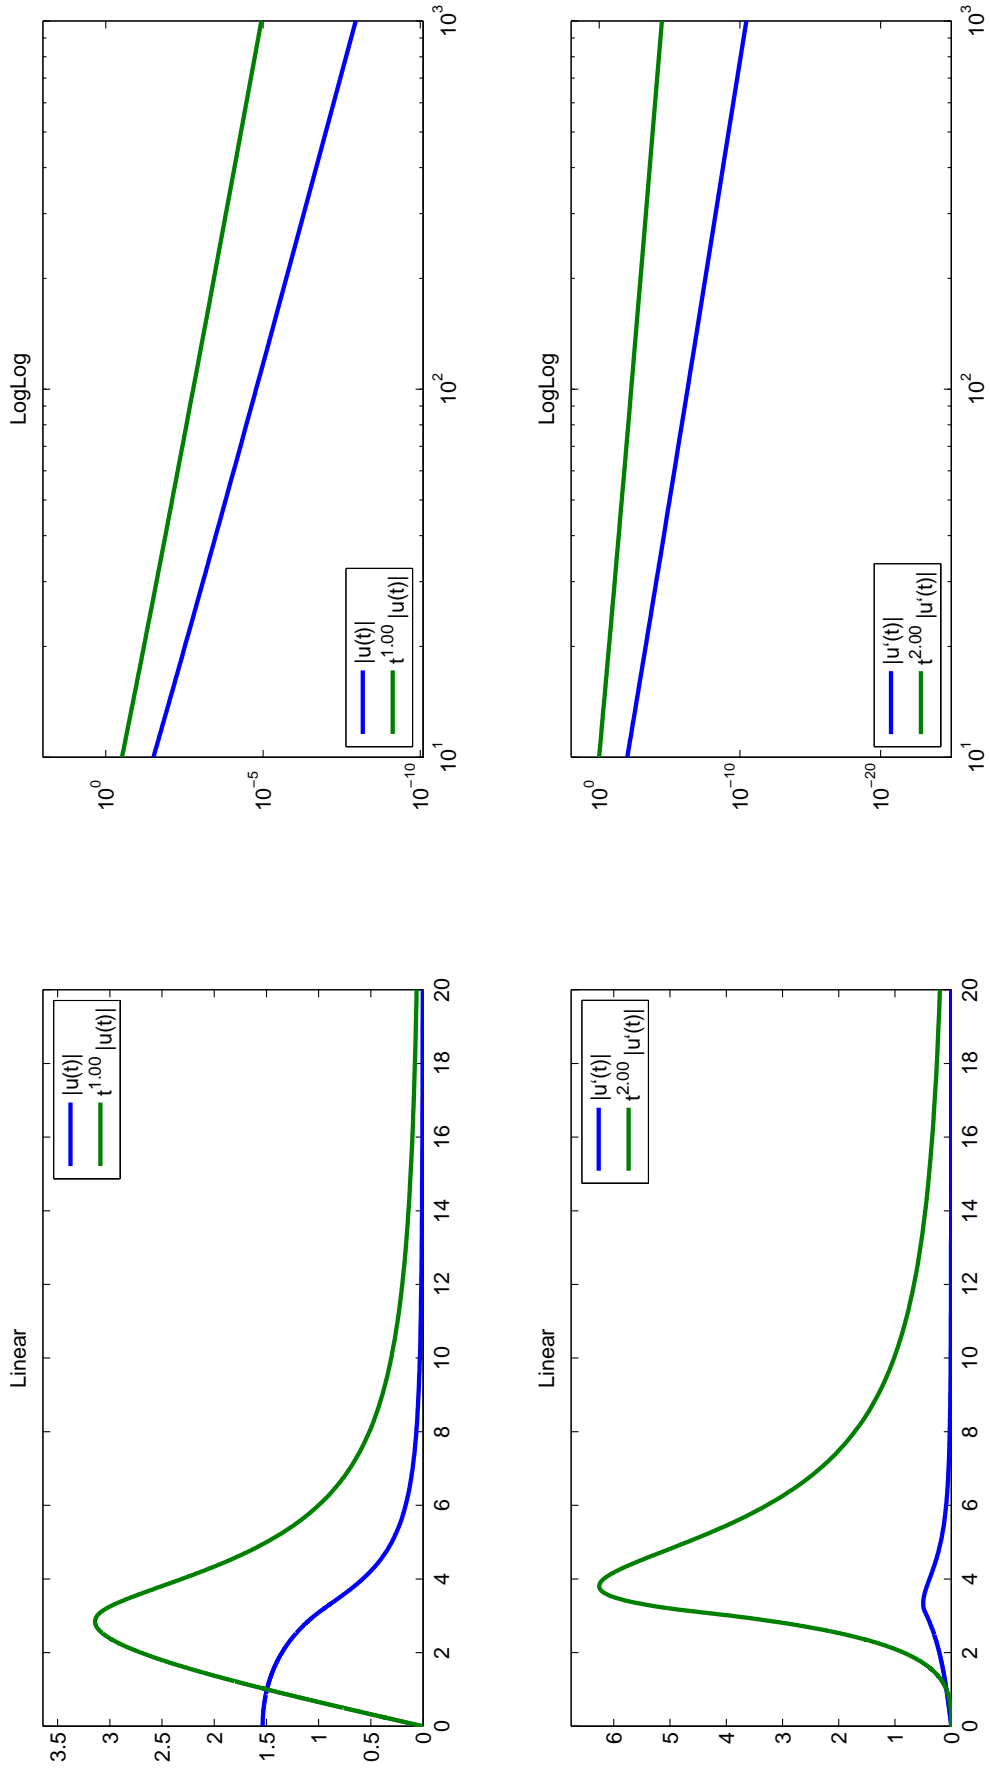 Linear
3.5
3
2.5
2
1.5
1
0.5
0
0 2 4 6 8 10 12 14 16 18 20
|u(t)|
t^1.00 |u(t)|
LogLog
10^0
10^−5
10^−10
10^1 10^2 10^3
|u(t)|
t^1.00 |u(t)|
Linear
6
5
4
3
2
1
0
0 2 4 6 8 10 12 14 16 18 20
|u‘(t)|
t^2.00 |u‘(t)|
LogLog
10^0
10^−10
10^−20
10^1 10^2 10^3
|u‘(t)|
t^2.00 |u‘(t)|